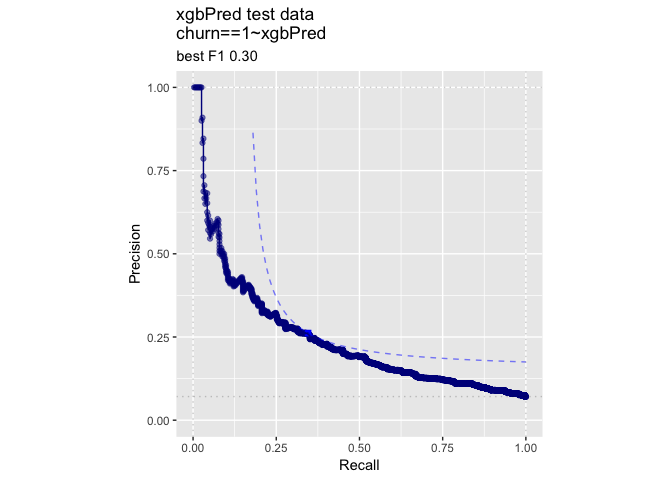 xgbPred test data
churn==1~xgbPred
best F1 0.30
1.00
0.75
0.50
0.25
0.00
Precision
0.00 0.25 0.50 0.75 1.00
Recall